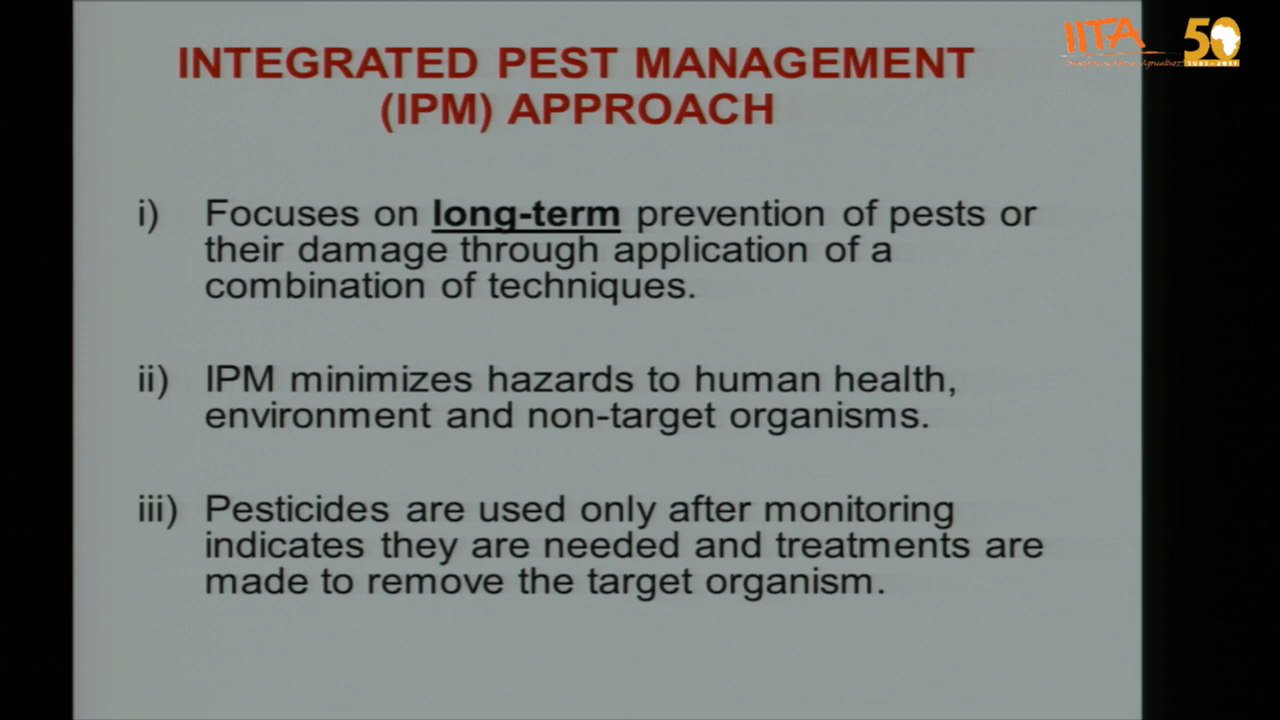 INTEGRATED PEST MANAGEMENT
(IPM) APPROACH
i) Focuses on long-term prevention of pests or
their damage through application of a
combination of techniques.
ii) IPM minimizes hazards to human health,
environment and non-target organisms.
iii) Pesticides are used only after monitoring
indicates they are needed and treatments are
made to remove the target organism.
IITA
50